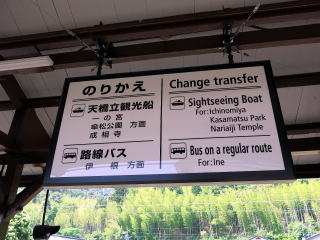 のりかえ
天橋立観光船
一の宮
傘松公園 方面
成相寺
路線バス
伊根 方面
Change transfer
Sightseeing Boat
For:Ichinomiya
Kasamatsu Park
Nariaiji Temple
Bus on a regular route
For:Ine